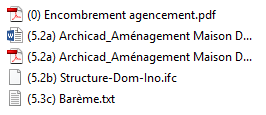 (0) Encombrement agencement.pdf
(5.2a) Archicad_Aménagement Maison D...
(5.2a) Archicad_Aménagement Maison D...
(5.2b) Structure-Dom-Ino.ifc
(5.3c) Barème.txt